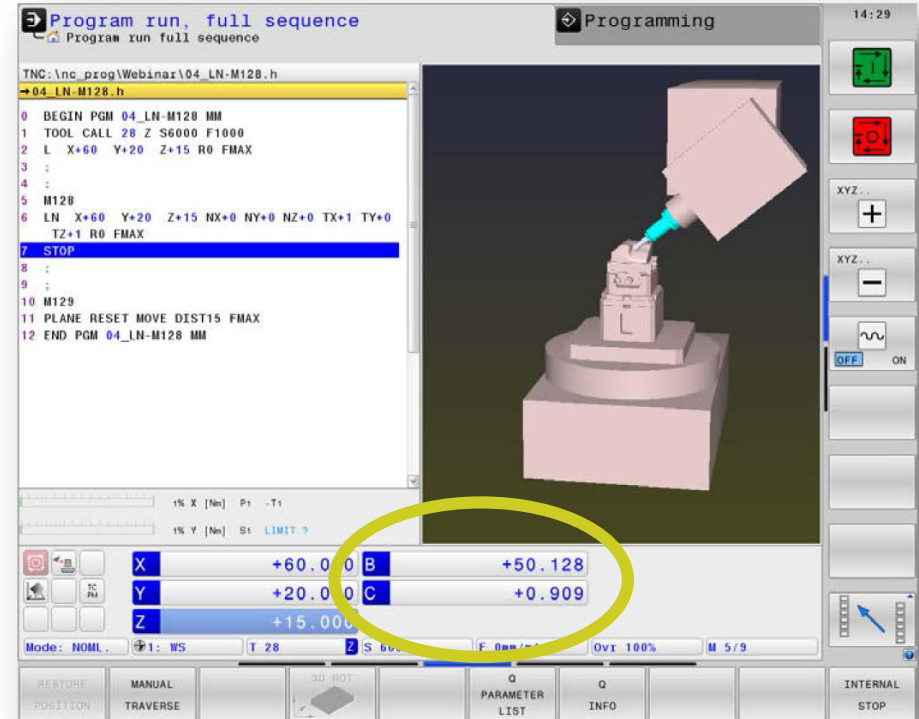 Program run, full sequence
Program run full sequence
Programming
14:29
TNC:\nc_prog\Webinar\04_LN-M128.h
→04_LN-M128.h
0 BEGIN PGM 04_LN-M128 MM
1 TOOL CALL 28 Z S6000 F1000
2 L X+60 Y+20 Z+15 R0 FMAX
3 ;
4 ;
5 M128
6 LN X+60 Y+20 Z+15 NX+0 NY+0 NZ+0 TX+1 TY+0
TZ+1 R0 FMAX
7 STOP
8 ;
9 ;
10 M129
11 PLANE RESET MOVE DIST15 FMAX
12 END PGM 04_LN-M128 MM
XYZ..
+
XYZ..
−
OFF ON
1% X [Nm] P1 -T1
1% Y [Nm] S1 LIMIT ?
X +60.000 B +50.128
Y +20.000 C +0.909
Z +15.000
TC
PM
Mode: NOML. 1: WS T 28 Z S Ovr 100% M 5/9
RESTORE
POSITION
MANUAL
TRAVERSE
3D ROT
Q
PARAMETER
LIST
Q
INFO
INTERNAL
STOP